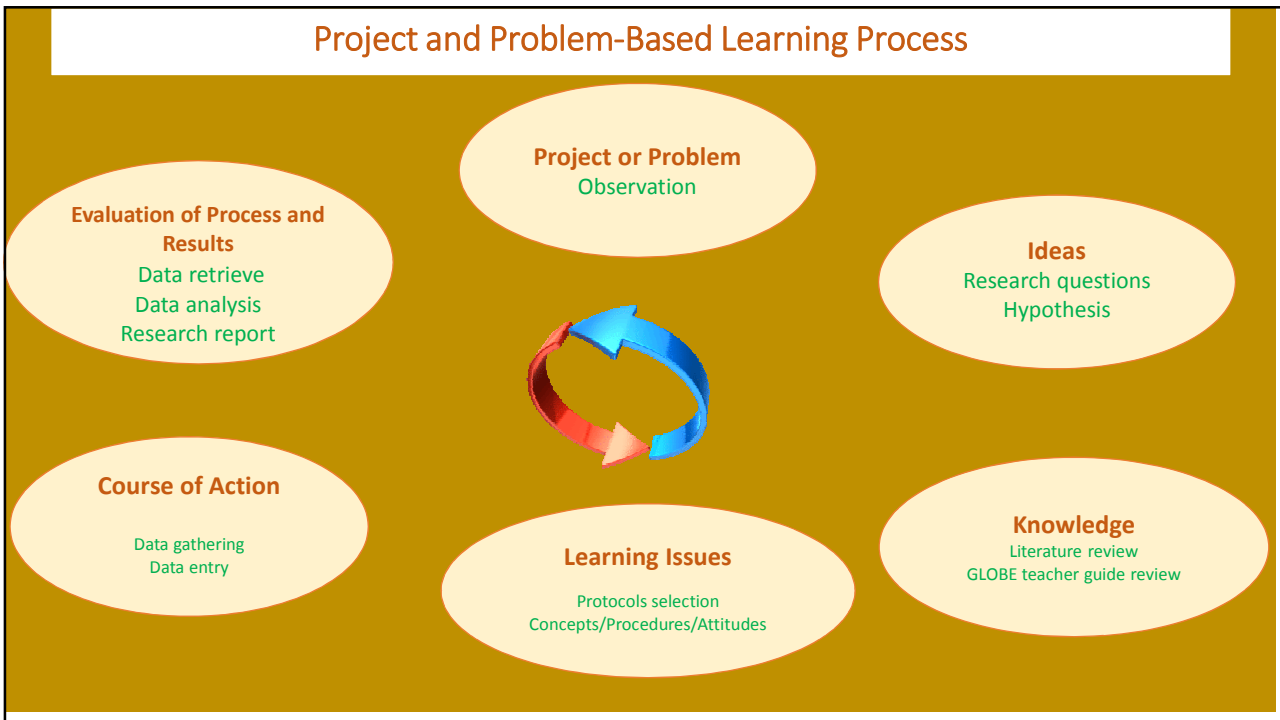 Project and Problem-Based Learning Process
Project or Problem
Observation
Ideas
Research questions
Hypothesis
Knowledge
Literature review
GLOBE teacher guide review
Learning Issues
Protocols selection
Concepts/Procedures/Attitudes
Course of Action
Data gathering
Data entry
Evaluation of Process and
Results
Data retrieve
Data analysis
Research report